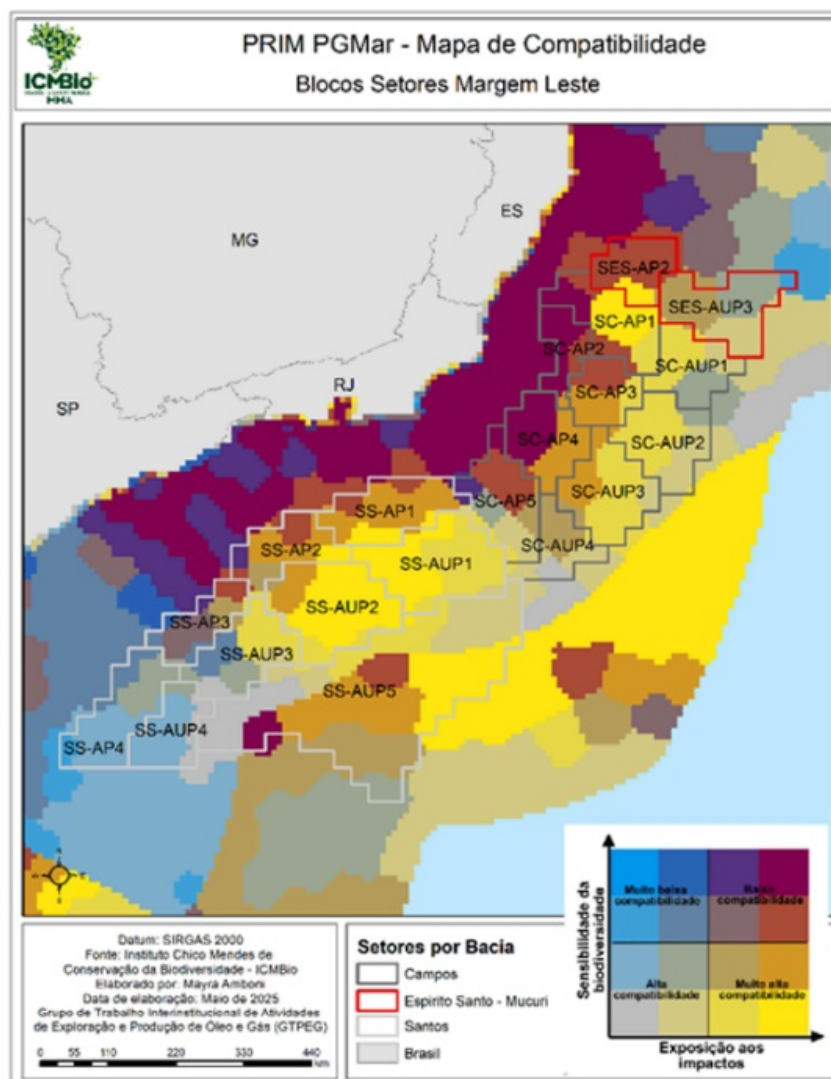 PRIM PGMar - Mapa de Compatibilidade
Blocos Setores Margem Leste
ICMBio
MMA
MG
ES
SES-AP2
SES-AUP3
SC-AP1
SC-AP2
SC-AUP1
RJ
SP
SC-AP3
SC-AP4
SC-AUP2
SC-AP5
SC-AUP3
SS-AP1
SS-AP2
SC-AUP4
SS-AUP1
SS-AUP2
SS-AP3
SS-AUP3
SS-AUP5
SS-AUP4
SS-AP4
Datum: SIRGAS 2000
Fonte: Instituto Chico Mendes de
Conservação da Biodiversidade - ICMBio
Elaborado por: Mayra Amboni
Data de elaboração: Maio de 2025
Grupo de Trabalho Interinstitucional de Atividades
de Exploração e Produção de Óleo e Gás (GTPEG)
0 55 110 220 330 440
Setores por Bacia
Campos
Espirito Santo - Mucuri
Santos
Brasil
Sensibilidade da
biodiversidade
Muito baixa
compatibilidade
Baixa
compatibilidade
Alta
compatibilidade
Muito alta
compatibilidade
Exposição aos
impactos